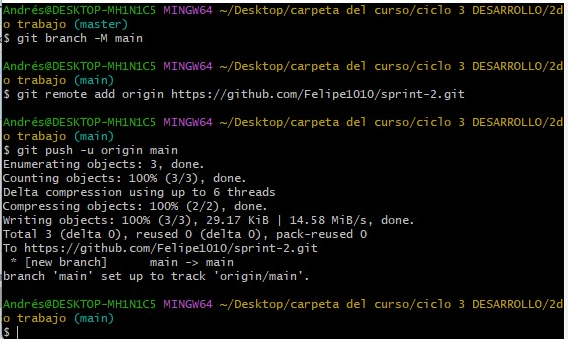 Andrés@DESKTOP-MH1N1C5 MINGW64 ~/Desktop/carpeta del curso/ciclo 3 DESARROLLO/2d
o trabajo (master)
$ git branch -M main
Andrés@DESKTOP-MH1N1C5 MINGW64 ~/Desktop/carpeta del curso/ciclo 3 DESARROLLO/2d
o trabajo (main)
$ git remote add origin https://github.com/Felipe1010/sprint-2.git
Andrés@DESKTOP-MH1N1C5 MINGW64 ~/Desktop/carpeta del curso/ciclo 3 DESARROLLO/2d
o trabajo (main)
$ git push -u origin main
Enumerating objects: 3, done.
Counting objects: 100% (3/3), done.
Delta compression using up to 6 threads
Compressing objects: 100% (2/2), done.
Writing objects: 100% (3/3), 29.17 KiB | 14.58 MiB/s, done.
Total 3 (delta 0), reused 0 (delta 0), pack-reused 0
To https://github.com/Felipe1010/sprint-2.git
 * [new branch]      main -> main
branch 'main' set up to track 'origin/main'.
Andrés@DESKTOP-MH1N1C5 MINGW64 ~/Desktop/carpeta del curso/ciclo 3 DESARROLLO/2d
o trabajo (main)
$